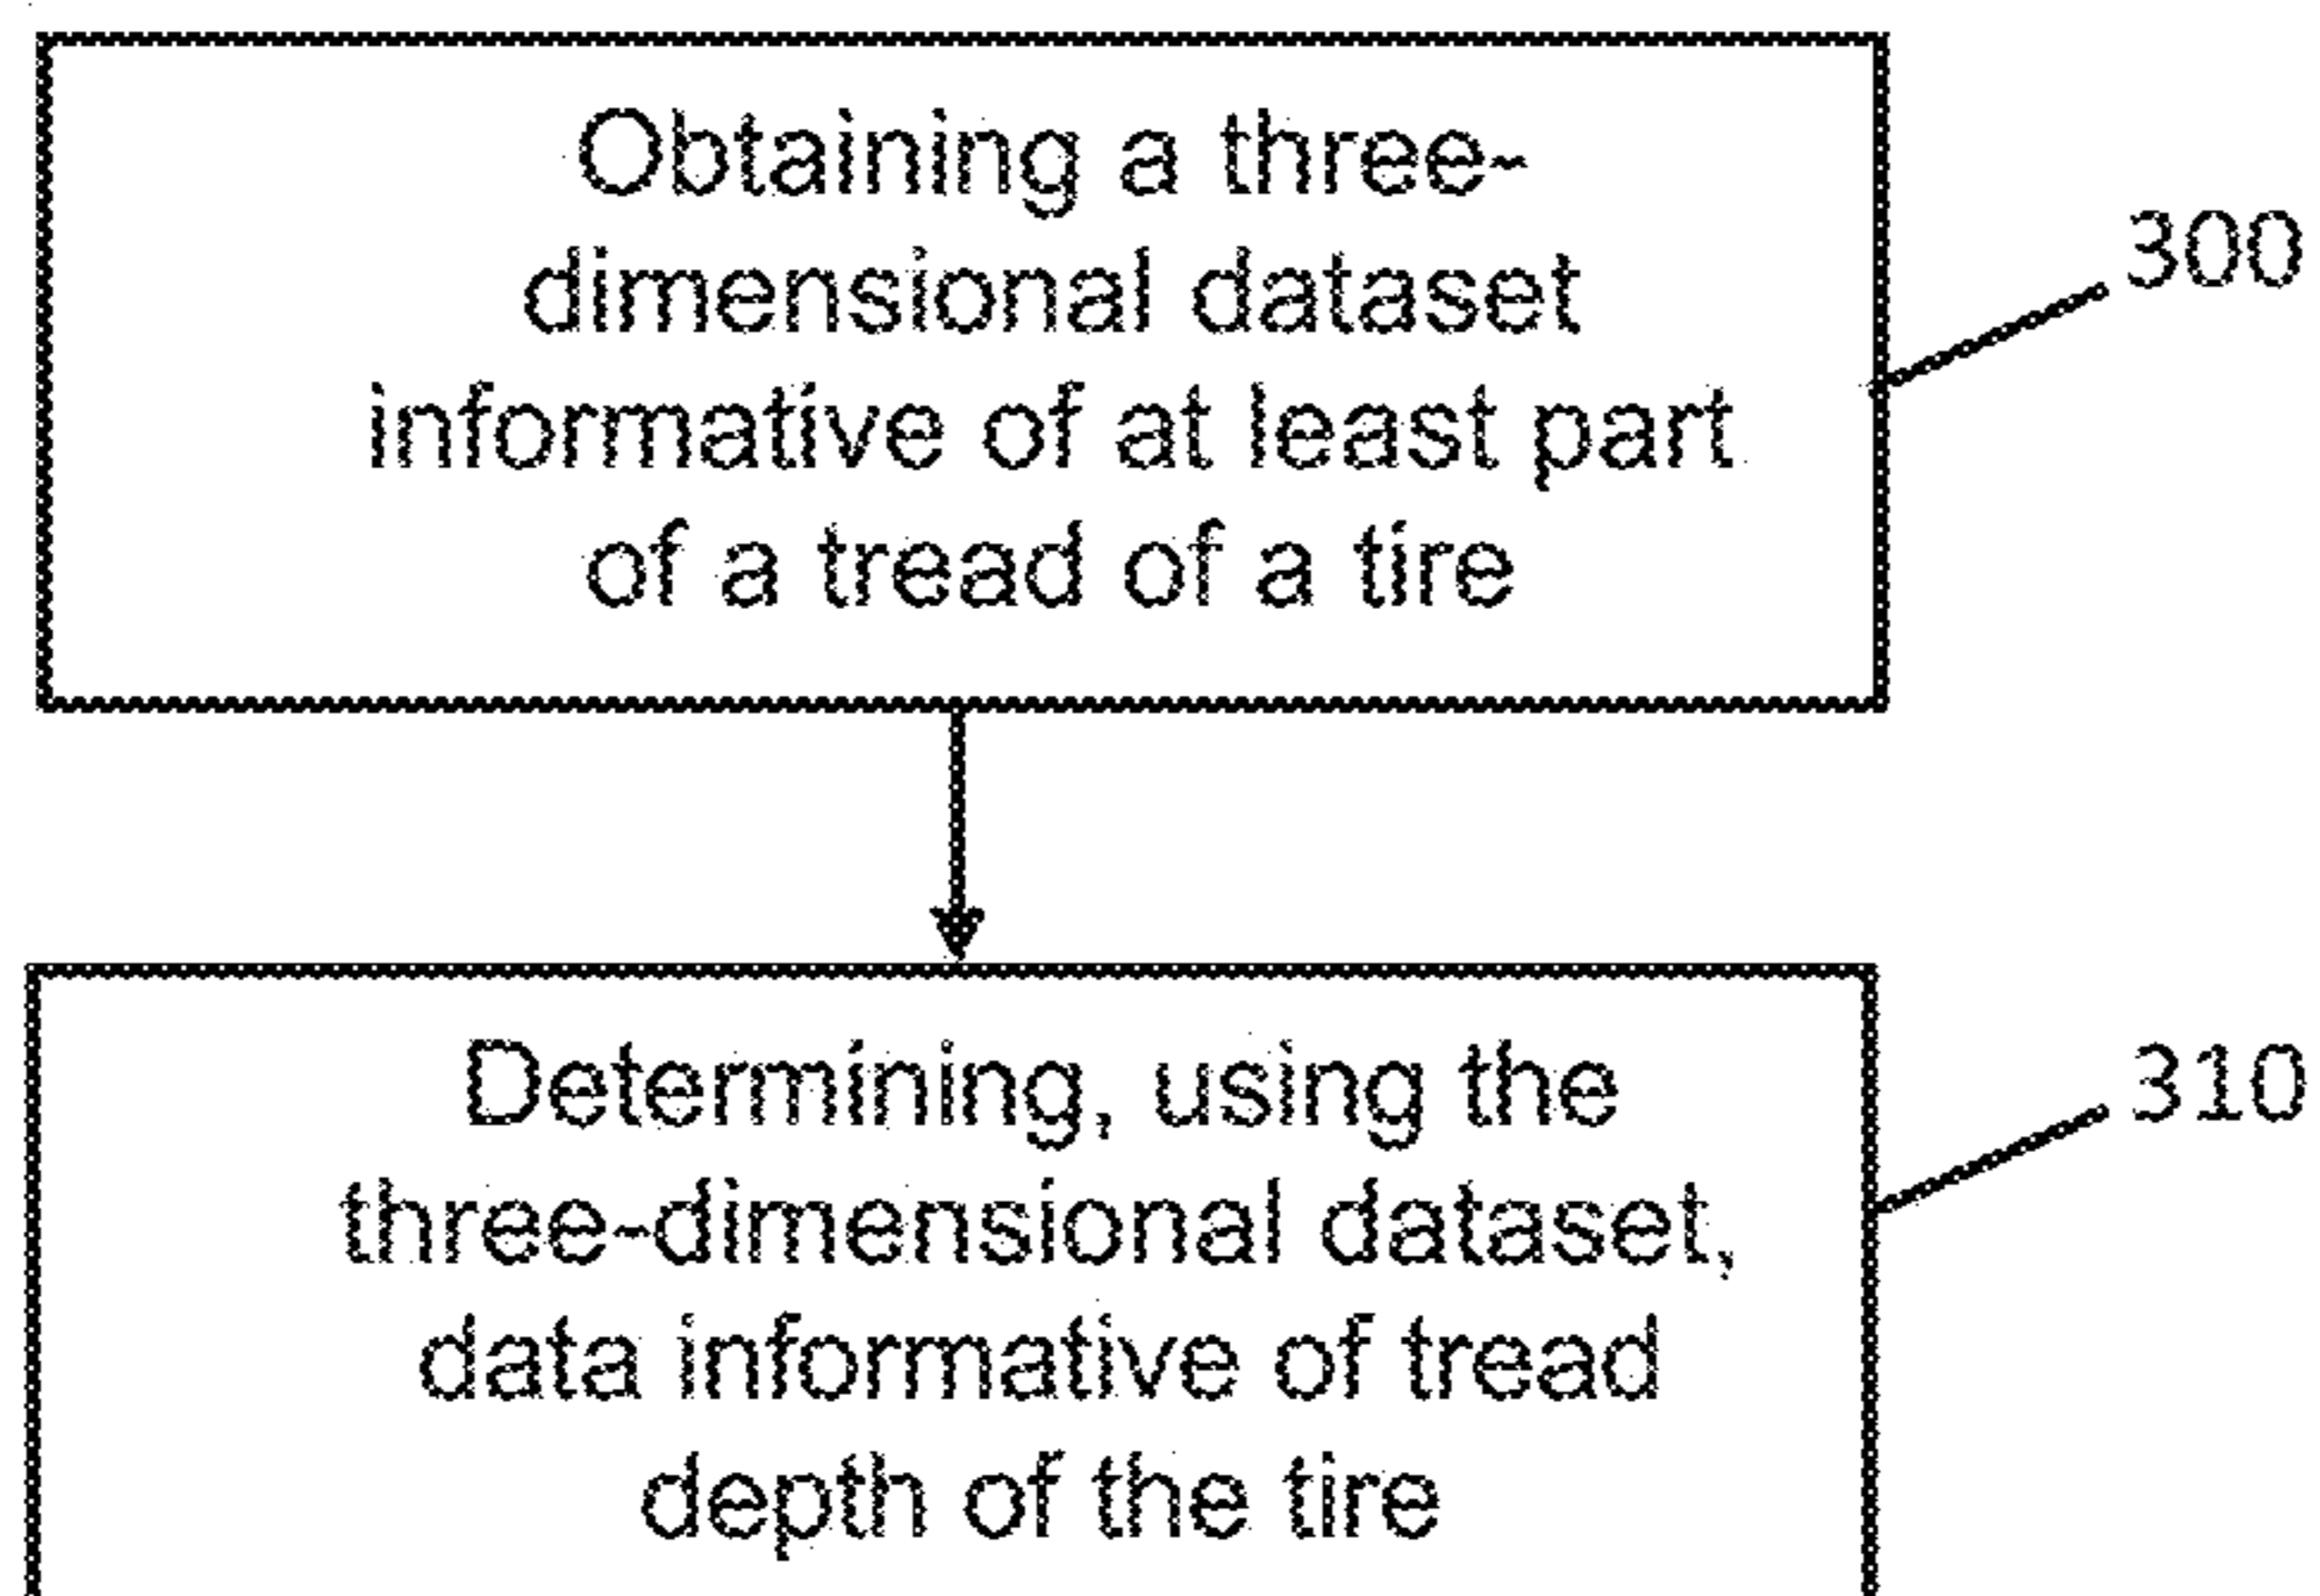 Obtaining a three-
dimensional dataset
informative of at least part
of a tread of a tire
300
Determining, using the
three-dimensional dataset,
data informative of tread
depth of the tire
310